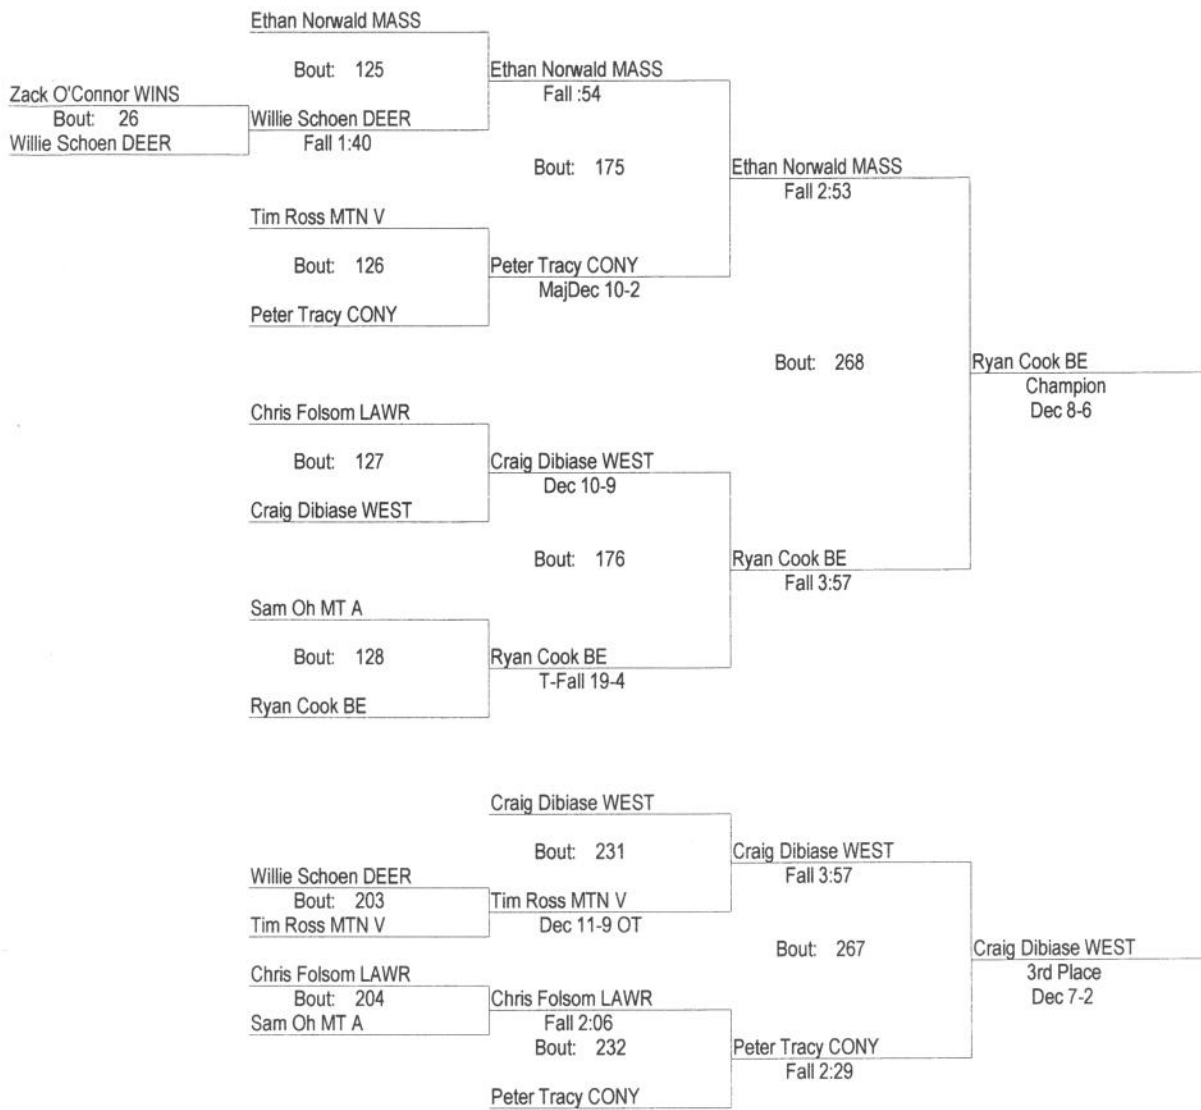 Ethan Norwald MASS
Bout: 125
Ethan Norwald MASS
Fall :54
Zack O'Connor WINS
Bout: 26
Willie Schoen DEER
Willie Schoen DEER
Fall 1:40
Bout: 175
Ethan Norwald MASS
Fall 2:53
Tim Ross MTN V
Bout: 126
Peter Tracy CONY
MajDec 10-2
Peter Tracy CONY
Bout: 268
Ryan Cook BE
Champion
Dec 8-6
Chris Folsom LAWR
Bout: 127
Craig Dibiase WEST
Dec 10-9
Craig Dibiase WEST
Bout: 176
Ryan Cook BE
Fall 3:57
Sam Oh MT A
Bout: 128
Ryan Cook BE
T-Fall 19-4
Ryan Cook BE
Craig Dibiase WEST
Bout: 231
Craig Dibiase WEST
Fall 3:57
Willie Schoen DEER
Bout: 203
Tim Ross MTN V
Tim Ross MTN V
Dec 11-9 OT
Bout: 267
Craig Dibiase WEST
3rd Place
Dec 7-2
Chris Folsom LAWR
Bout: 204
Sam Oh MT A
Chris Folsom LAWR
Fall 2:06
Bout: 232
Peter Tracy CONY
Fall 2:29
Peter Tracy CONY